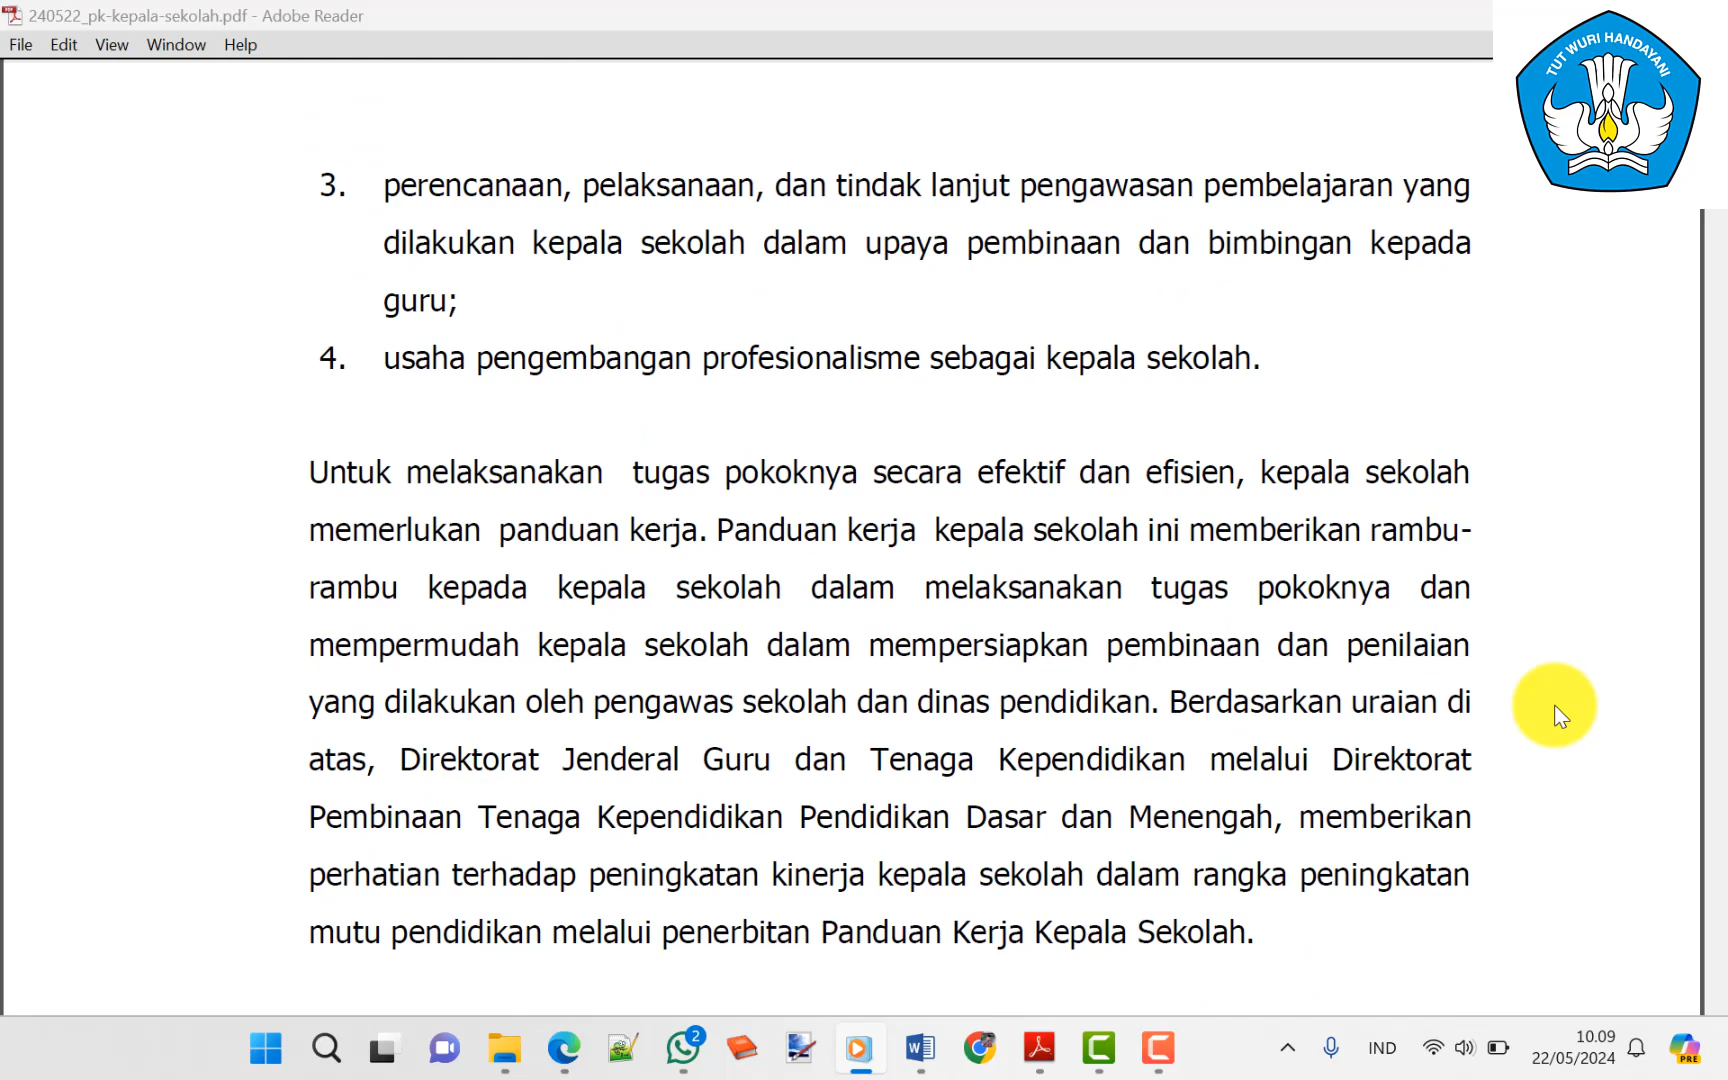 240522_pk-kepala-sekolah.pdf - Adobe Reader
File Edit View Window Help
TUT WURI HANDAYANI
3. perencanaan, pelaksanaan, dan tindak lanjut pengawasan pembelajaran yang
dilakukan kepala sekolah dalam upaya pembinaan dan bimbingan kepada
guru;
4. usaha pengembangan profesionalisme sebagai kepala sekolah.
Untuk melaksanakan tugas pokoknya secara efektif dan efisien, kepala sekolah
memerlukan panduan kerja. Panduan kerja kepala sekolah ini memberikan rambu-
rambu kepada kepala sekolah dalam melaksanakan tugas pokoknya dan
mempermudah kepala sekolah dalam mempersiapkan pembinaan dan penilaian
yang dilakukan oleh pengawas sekolah dan dinas pendidikan. Berdasarkan uraian di
atas, Direktorat Jenderal Guru dan Tenaga Kependidikan melalui Direktorat
Pembinaan Tenaga Kependidikan Pendidikan Dasar dan Menengah, memberikan
perhatian terhadap peningkatan kinerja kepala sekolah dalam rangka peningkatan
mutu pendidikan melalui penerbitan Panduan Kerja Kepala Sekolah.
2
IND
10.09
22/05/2024
PRE